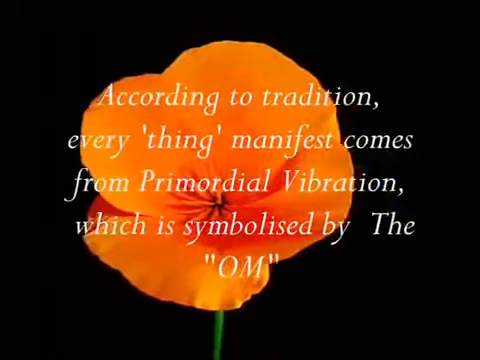 According to tradition,
every 'thing' manifest comes
from Primordial Vibration,
which is symbolised by The
"OM"